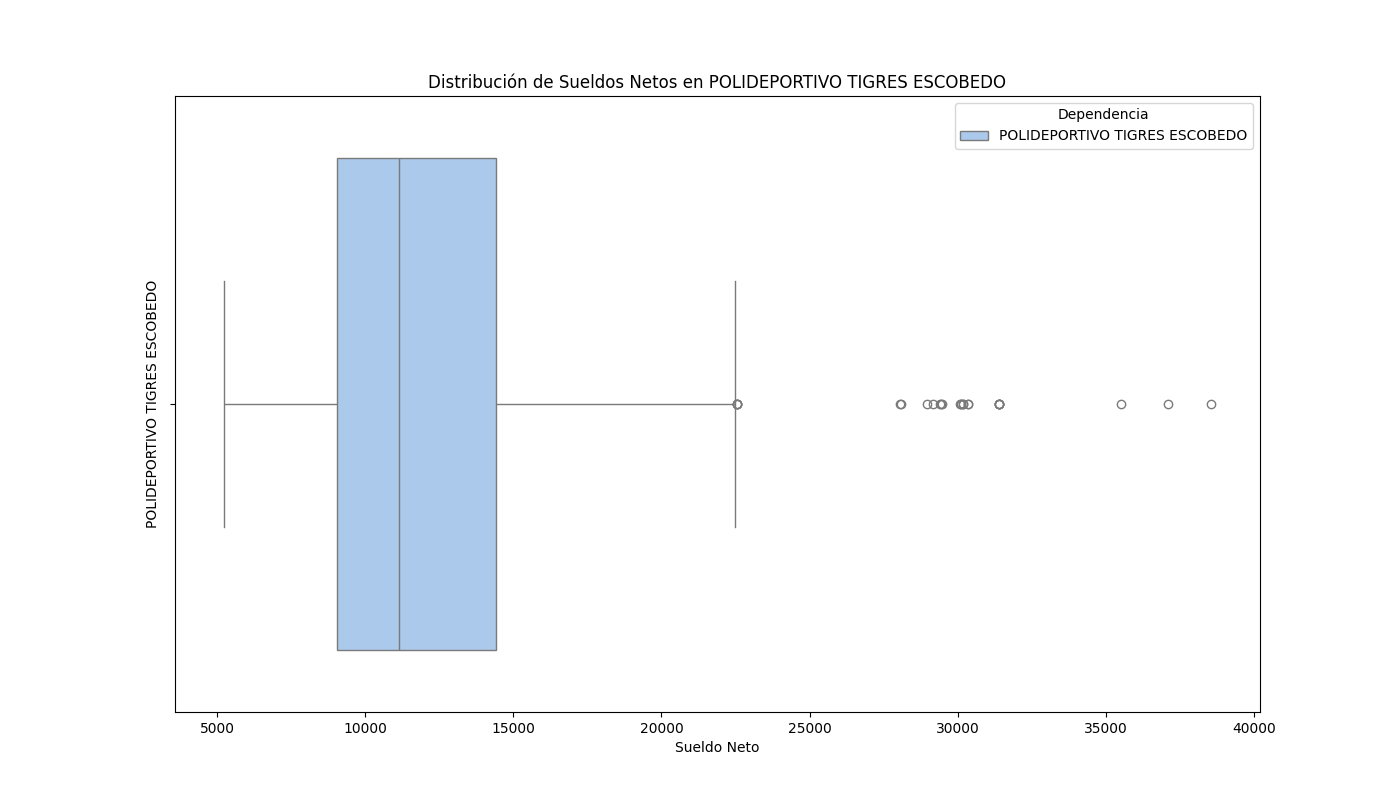 Distribución de Sueldos Netos en POLIDEPORTIVO TIGRES ESCOBEDO
Dependencia
POLIDEPORTIVO TIGRES ESCOBEDO
POLIDEPORTIVO TIGRES ESCOBEDO
5000 10000 15000 20000 25000 30000 35000 40000
Sueldo Neto